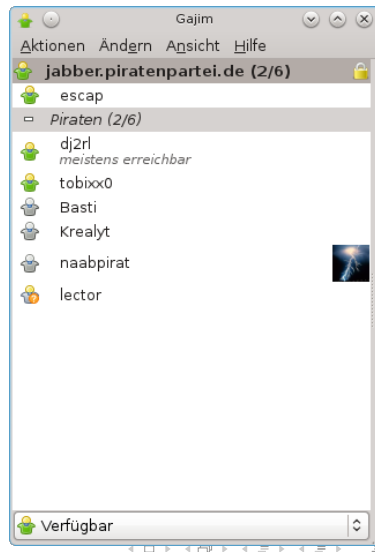 Gajim
Aktionen Ändern Ansicht Hilfe
jabber.piratenpartei.de (2/6)
escap
Piraten (2/6)
dj2rl
meistens erreichbar
tobixx0
Basti
Krealyt
naabpirat
lector
Verfügbar